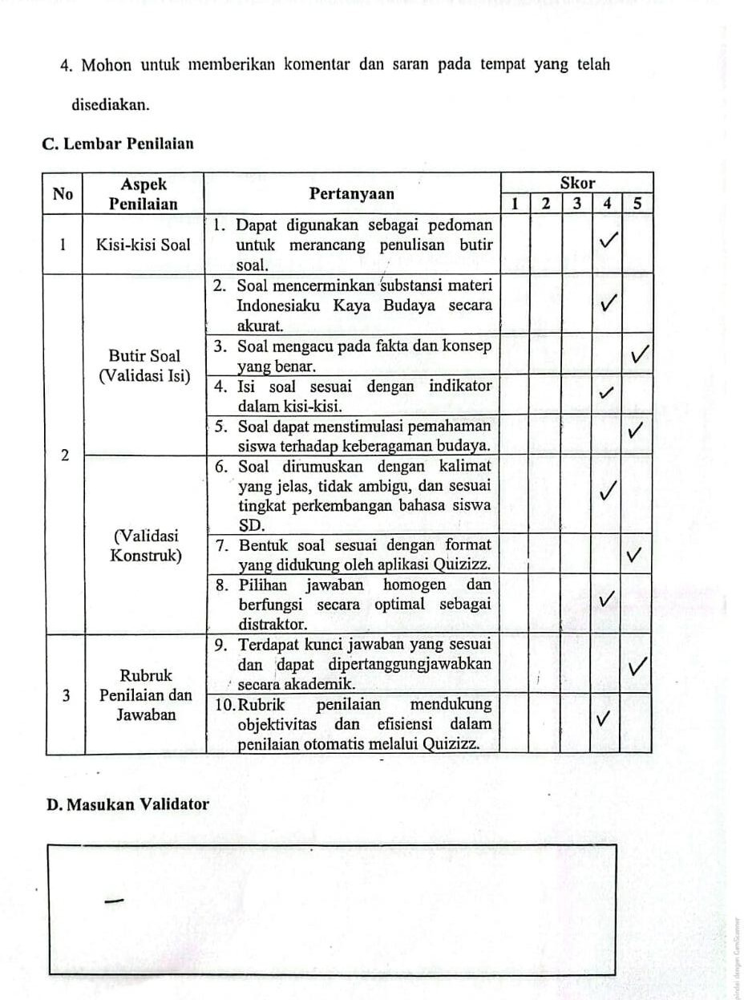 4. Mohon untuk memberikan komentar dan saran pada tempat yang telah
disediakan.
C. Lembar Penilaian
No
Aspek
Penilaian
Pertanyaan
Skor
1 2 3 4 5
1
Kisi-kisi Soal
1. Dapat digunakan sebagai pedoman
untuk merancang penulisan butir
soal.
✓
2
Butir Soal
(Validasi Isi)
2. Soal mencerminkan substansi materi
Indonesiaku Kaya Budaya secara
akurat.
✓
3. Soal mengacu pada fakta dan konsep
yang benar.
✓
4. Isi soal sesuai dengan indikator
dalam kisi-kisi.
✓
5. Soal dapat menstimulasi pemahaman
siswa terhadap keberagaman budaya.
✓
(Validasi
Konstruk)
6. Soal dirumuskan dengan kalimat
yang jelas, tidak ambigu, dan sesuai
tingkat perkembangan bahasa siswa
SD.
✓
7. Bentuk soal sesuai dengan format
yang didukung oleh aplikasi Quizizz.
✓
8. Pilihan jawaban homogen dan
berfungsi secara optimal sebagai
distraktor.
✓
3
Rubruk
Penilaian dan
Jawaban
9. Terdapat kunci jawaban yang sesuai
dan dapat dipertanggungjawabkan
secara akademik.
✓
10. Rubrik penilaian mendukung
objektivitas dan efisiensi dalam
penilaian otomatis melalui Quizizz.
✓
D. Masukan Validator
–
pindai dengan CamScanner